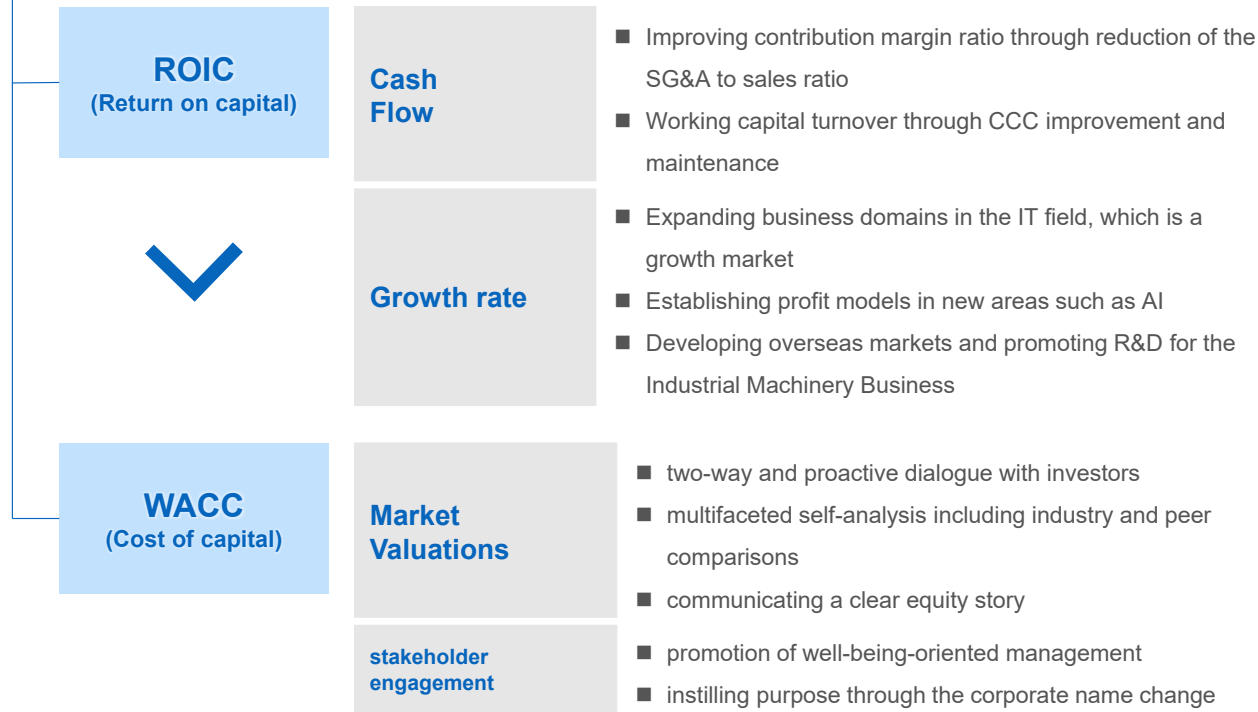 ROIC
(Return on capital)
Cash
Flow
■ Improving contribution margin ratio through reduction of the
SG&A to sales ratio
■ Working capital turnover through CCC improvement and
maintenance
Growth rate
■ Expanding business domains in the IT field, which is a
growth market
■ Establishing profit models in new areas such as AI
■ Developing overseas markets and promoting R&D for the
Industrial Machinery Business
WACC
(Cost of capital)
Market
Valuations
■ two-way and proactive dialogue with investors
■ multifaceted self-analysis including industry and peer
comparisons
■ communicating a clear equity story
stakeholder
engagement
■ promotion of well-being-oriented management
■ instilling purpose through the corporate name change